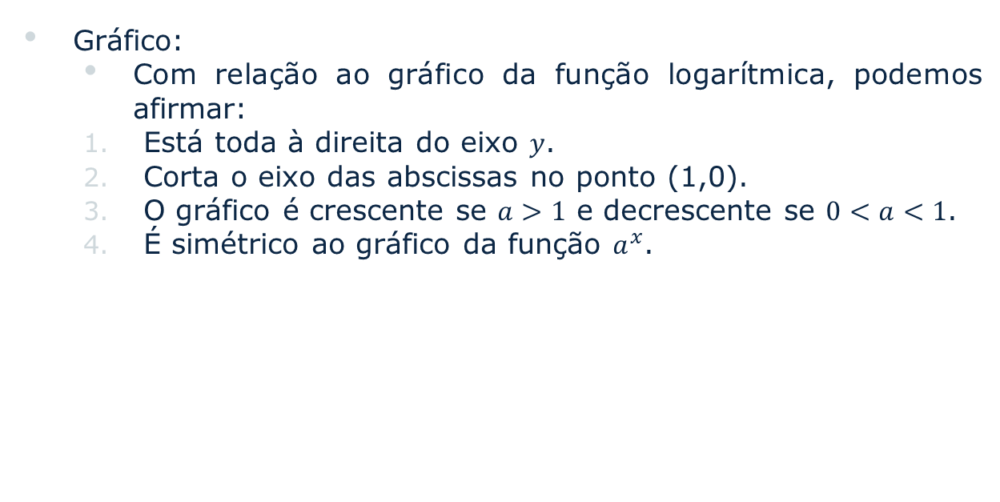 • Gráfico:
• Com relação ao gráfico da função logarítmica, podemos
afirmar:
1. Está toda à direita do eixo y.
2. Corta o eixo das abscissas no ponto (1,0).
3. O gráfico é crescente se a > 1 e decrescente se 0 < a < 1.
4. É simétrico ao gráfico da função aˣ.